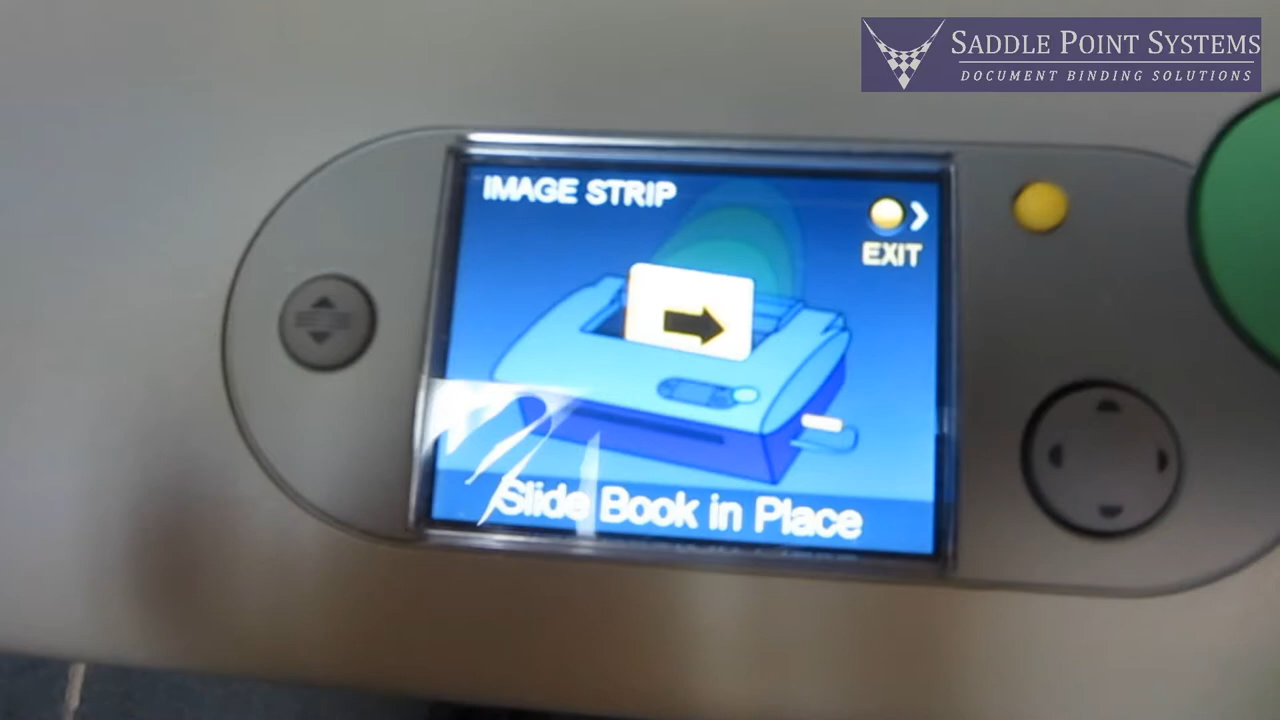 SADDLE POINT SYSTEMS
DOCUMENT BINDING SOLUTIONS
IMAGE STRIP
EXIT
Slide Book in Place